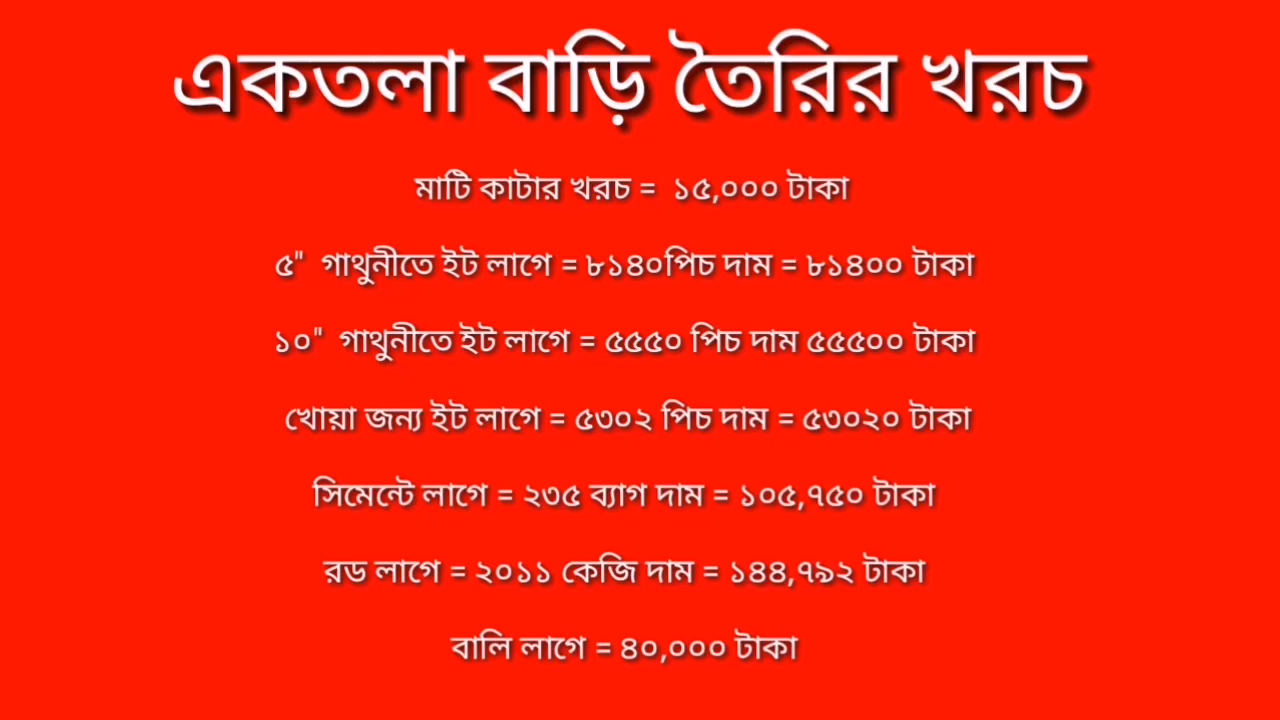 একতলা বাড়ি তৈরির খরচ
মাটি কাটার খরচ = ১৫,০০০ টাকা
৫" গাথুনীতে ইট লাগে = ৮১৪০পিচ দাম = ৮১৪০০ টাকা
১০" গাথুনীতে ইট লাগে = ৫৫৫০ পিচ দাম ৫৫৫০০ টাকা
খোয়া জন্য ইট লাগে = ৫৩০২ পিচ দাম = ৫৩০২০ টাকা
সিমেন্টে লাগে = ২৩৫ ব্যাগ দাম = ১০৫,৭৫০ টাকা
রড লাগে = ২০১১ কেজি দাম = ১৪৪,৭৯২ টাকা
বালি লাগে = ৪০,০০০ টাকা